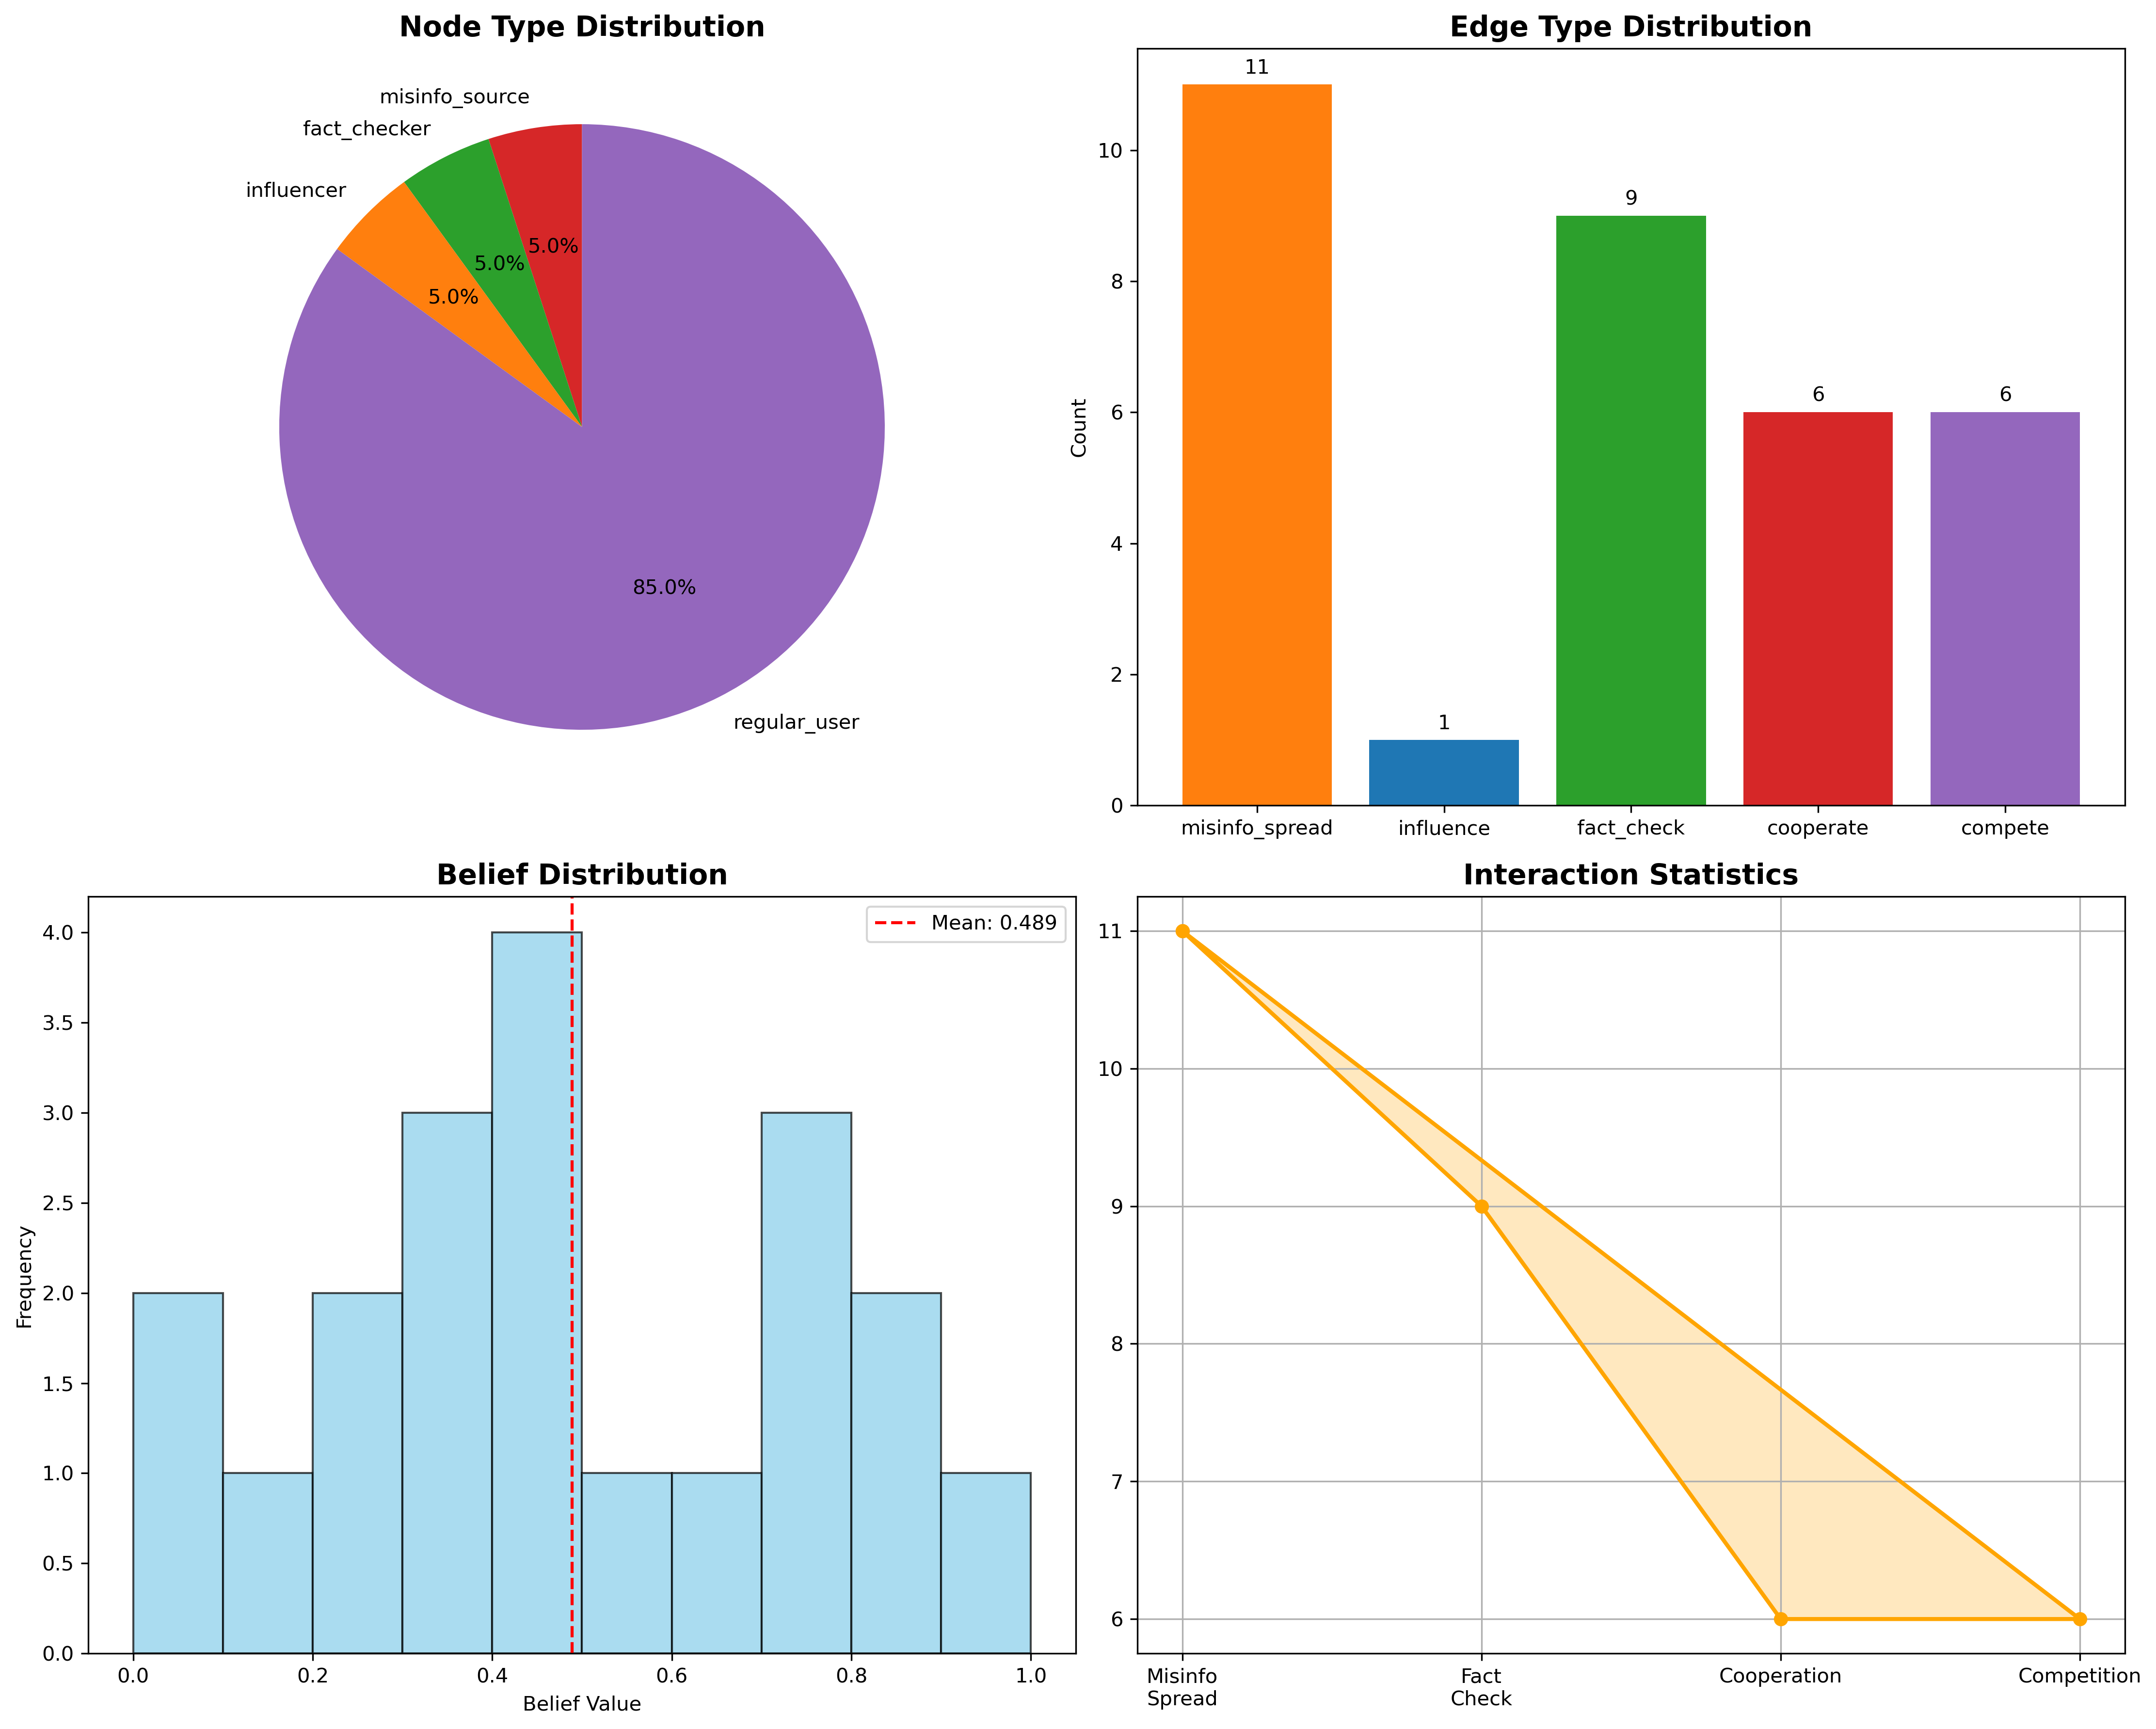 Node Type Distribution
misinfo_source
fact_checker
influencer
5.0%
5.0%
5.0%
85.0%
regular_user
Edge Type Distribution
Count
10
8
6
4
2
0
11
1
9
6
6
misinfo_spread
influence
fact_check
cooperate
compete
Belief Distribution
Mean: 0.489
Frequency
4.0
3.5
3.0
2.5
2.0
1.5
1.0
0.5
0.0
0.0
0.2
0.4
0.6
0.8
1.0
Belief Value
Interaction Statistics
11
10
9
8
7
6
Misinfo
Spread
Fact
Check
Cooperation
Competition